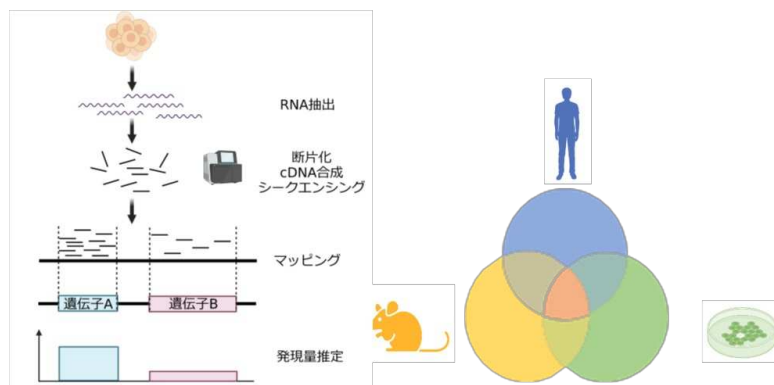 RNA抽出
断片化
cDNA合成
シークエンシング
マッピング
遺伝子A
遺伝子B
発現量推定